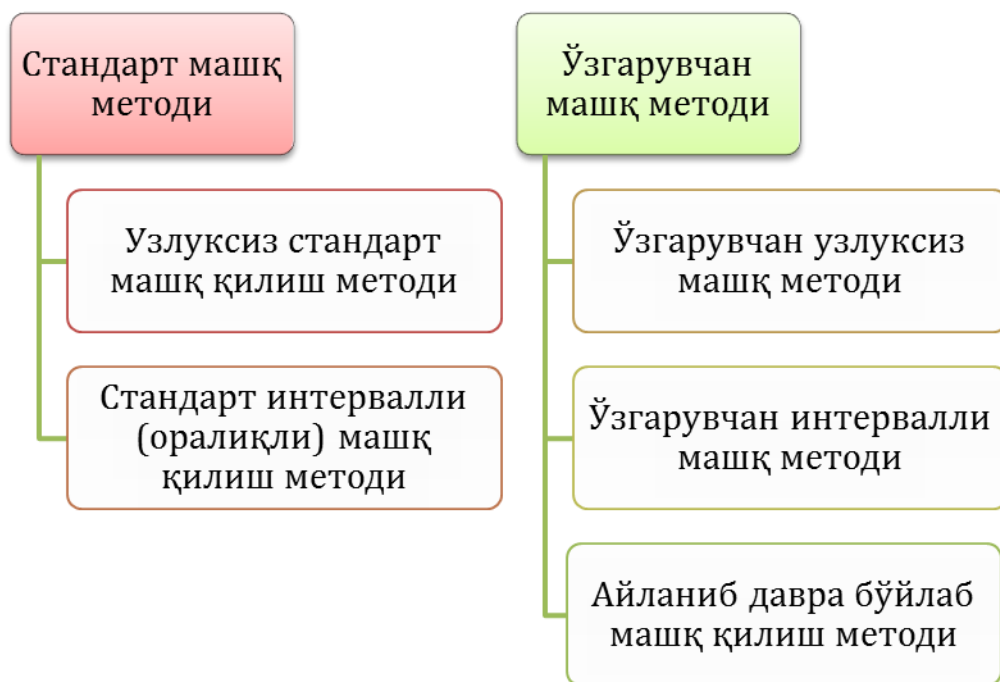 Стандарт машқ
методи
Узлуксиз стандарт
машқ қилиш методи
Стандарт интервалли
(оралиқли) машқ
қилиш методи
Ўзгарувчан
машқ методи
Ўзгарувчан узлуксиз
машқ методи
Ўзгарувчан интервалли
машқ методи
Айланиб давра бўйлаб
машқ қилиш методи